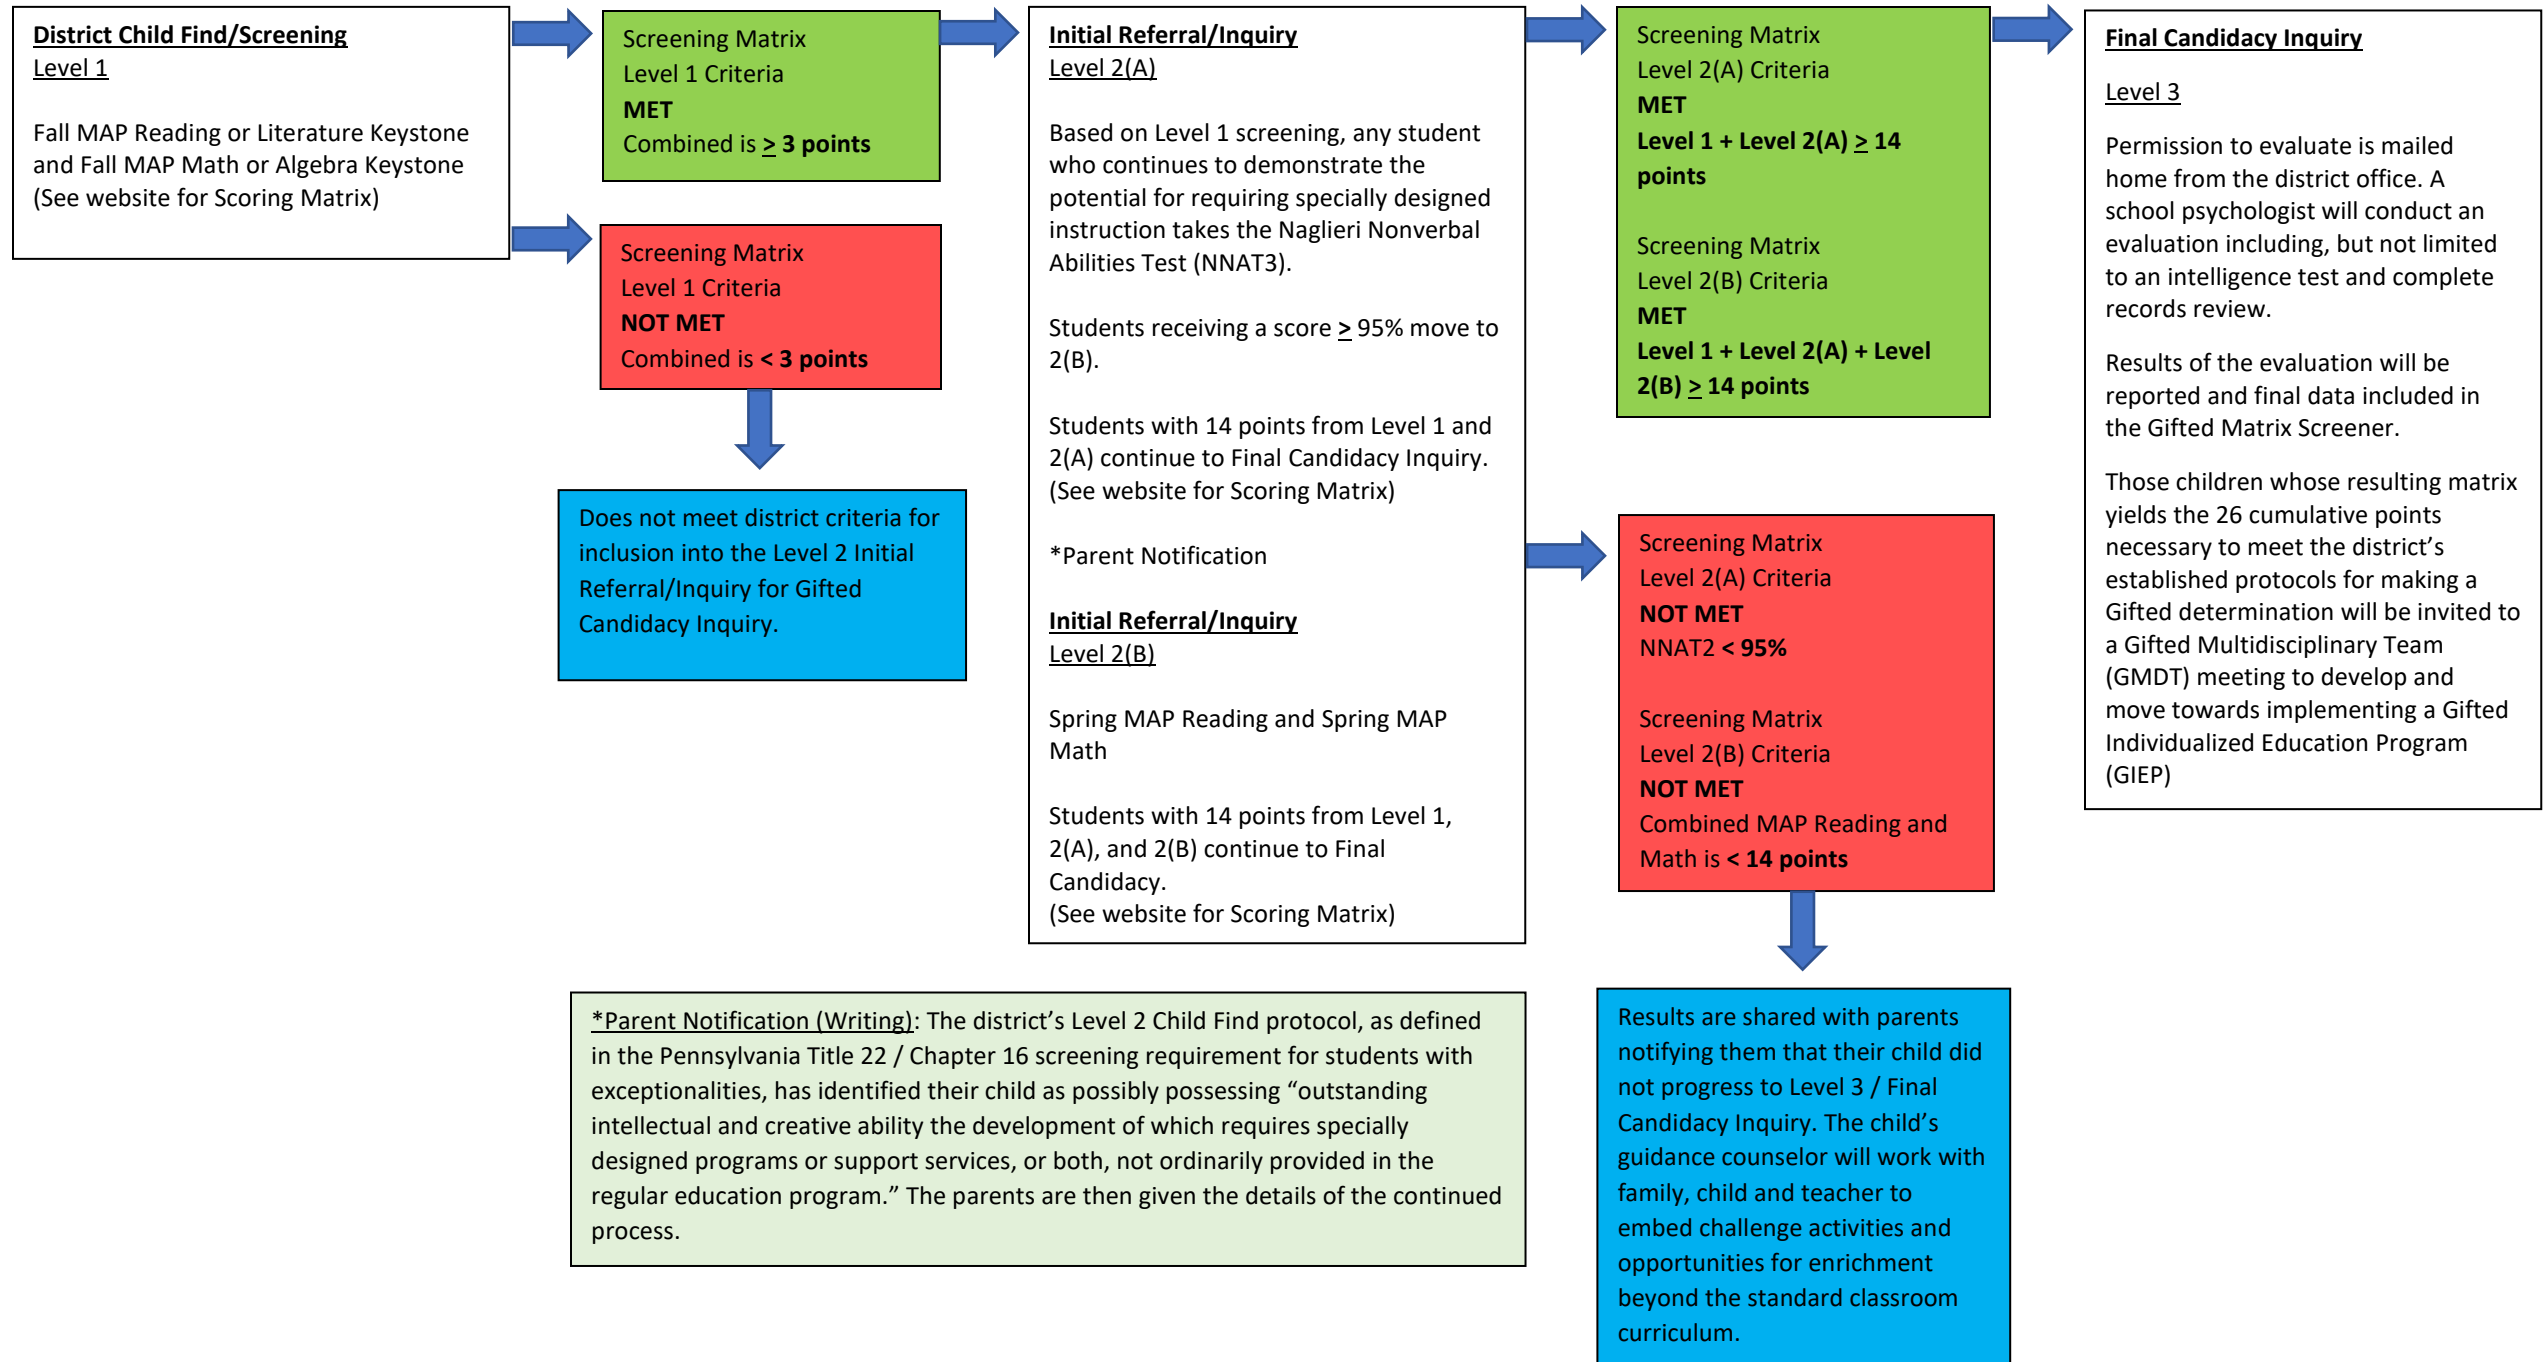 District Child Find/Screening
Level 1
Fall MAP Reading or Literature Keystone
and Fall MAP Math or Algebra Keystone
(See website for Scoring Matrix)
Screening Matrix
Level 1 Criteria
MET
Combined is ≥ 3 points
Screening Matrix
Level 1 Criteria
NOT MET
Combined is < 3 points
Does not meet district criteria for
inclusion into the Level 2 Initial
Referral/Inquiry for Gifted
Candidacy Inquiry.
Initial Referral/Inquiry
Level 2(A)
Based on Level 1 screening, any student
who continues to demonstrate the
potential for requiring specially designed
instruction takes the Naglieri Nonverbal
Abilities Test (NNAT3).
Students receiving a score ≥ 95% move to
2(B).
Students with 14 points from Level 1 and
2(A) continue to Final Candidacy Inquiry.
(See website for Scoring Matrix)
*Parent Notification
Initial Referral/Inquiry
Level 2(B)
Spring MAP Reading and Spring MAP
Math
Students with 14 points from Level 1,
2(A), and 2(B) continue to Final
Candidacy.
(See website for Scoring Matrix)
Screening Matrix
Level 2(A) Criteria
MET
Level 1 + Level 2(A) ≥ 14
points
Screening Matrix
Level 2(B) Criteria
MET
Level 1 + Level 2(A) + Level
2(B) ≥ 14 points
Screening Matrix
Level 2(A) Criteria
NOT MET
NNAT2 < 95%
Screening Matrix
Level 2(B) Criteria
NOT MET
Combined MAP Reading and
Math is < 14 points
Final Candidacy Inquiry
Level 3
Permission to evaluate is mailed
home from the district office. A
school psychologist will conduct an
evaluation including, but not limited
to an intelligence test and complete
records review.
Results of the evaluation will be
reported and final data included in
the Gifted Matrix Screener.
Those children whose resulting matrix
yields the 26 cumulative points
necessary to meet the district’s
established protocols for making a
Gifted determination will be invited to
a Gifted Multidisciplinary Team
(GMDT) meeting to develop and
move towards implementing a Gifted
Individualized Education Program
(GIEP)
*Parent Notification (Writing): The district’s Level 2 Child Find protocol, as defined
in the Pennsylvania Title 22 / Chapter 16 screening requirement for students with
exceptionalities, has identified their child as possibly possessing “outstanding
intellectual and creative ability the development of which requires specially
designed programs or support services, or both, not ordinarily provided in the
regular education program.” The parents are then given the details of the continued
process.
Results are shared with parents
notifying them that their child did
not progress to Level 3 / Final
Candidacy Inquiry. The child’s
guidance counselor will work with
family, child and teacher to
embed challenge activities and
opportunities for enrichment
beyond the standard classroom
curriculum.